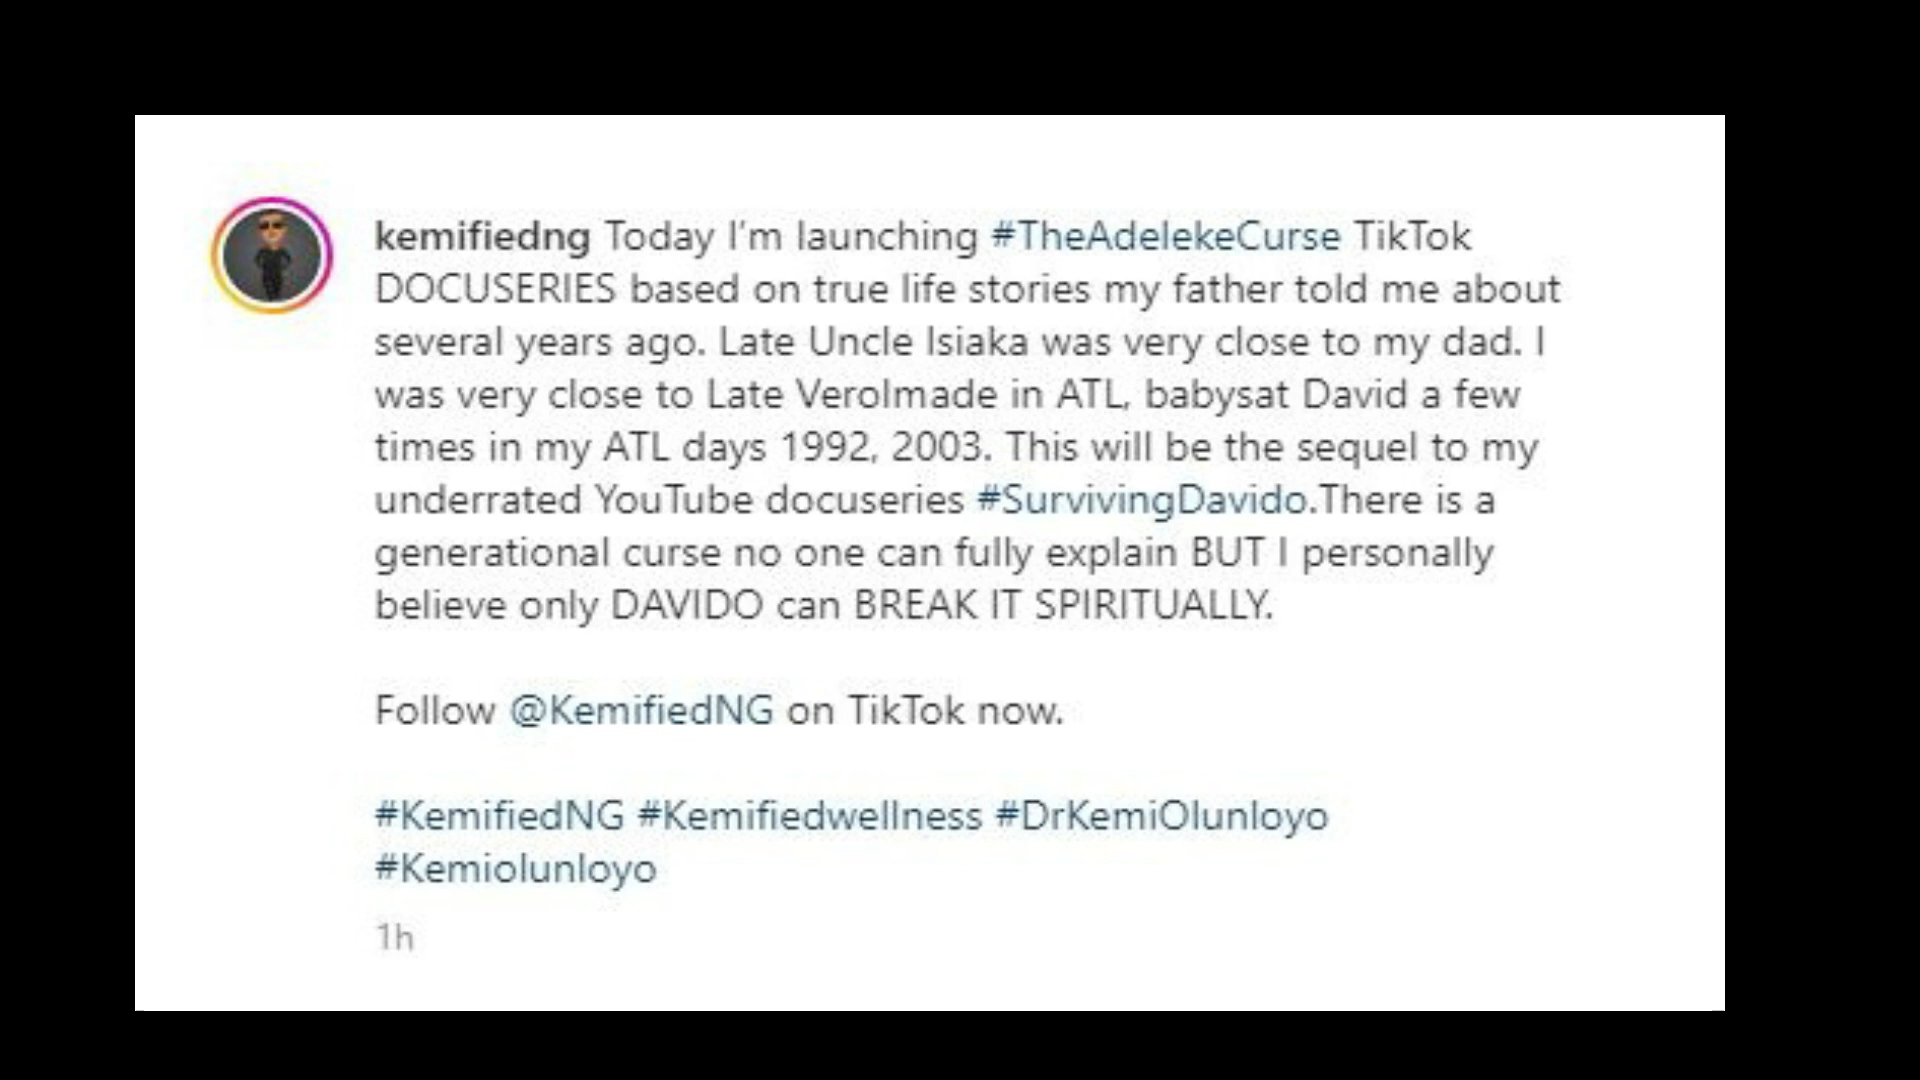 kemifiedng Today I'm launching #TheAdelekeCurse TikTok
DOCUSERIES based on true life stories my father told me about
several years ago. Late Uncle Isiaka was very close to my dad. I
was very close to Late VeroImade in ATL, babysat David a few
times in my ATL days 1992, 2003. This will be the sequel to my
underrated YouTube docuseries #SurvivingDavido.There is a
generational curse no one can fully explain BUT I personally
believe only DAVIDO can BREAK IT SPIRITUALLY.
Follow @KemifiedNG on TikTok now.
#KemifiedNG #Kemifiedwellness #DrKemiOlunloyo
#Kemiolunloyo
1h